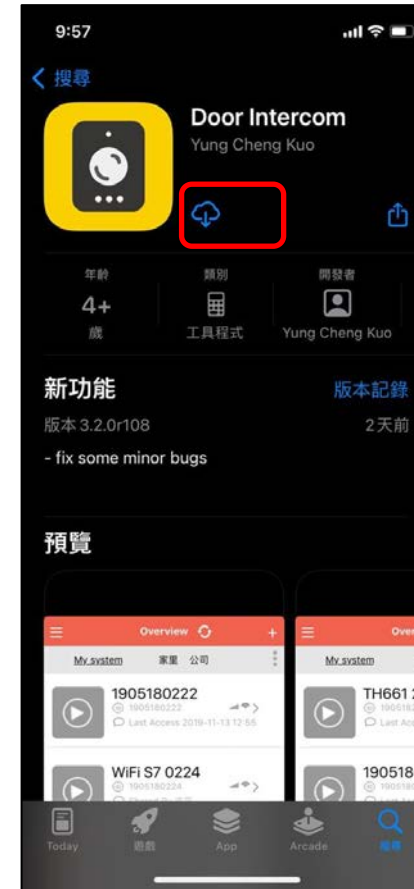 9:57
搜尋
Door Intercom
Yung Cheng Kuo
年齡
4+
歲
類別
工具程式
開發者
Yung Cheng Kuo
新功能
版本記錄
版本 3.2.0r108
2天前
- fix some minor bugs
預覽
Overview
+
My system 家里 公司
1905180222
1905180222
Last Access 2019-11-13 12:55
WiFi S7 0224
1905180224
Over
My system
TH661 2
Last Acc
190518
Today
遊戲
App
Arcade
搜尋